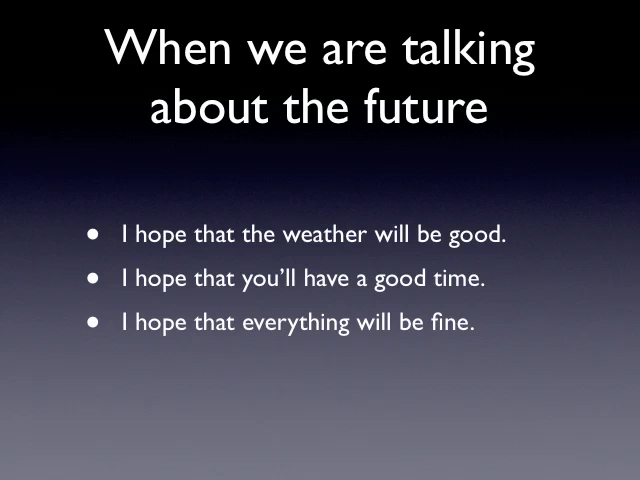 When we are talking
about the future
• I hope that the weather will be good.
• I hope that you’ll have a good time.
• I hope that everything will be fine.